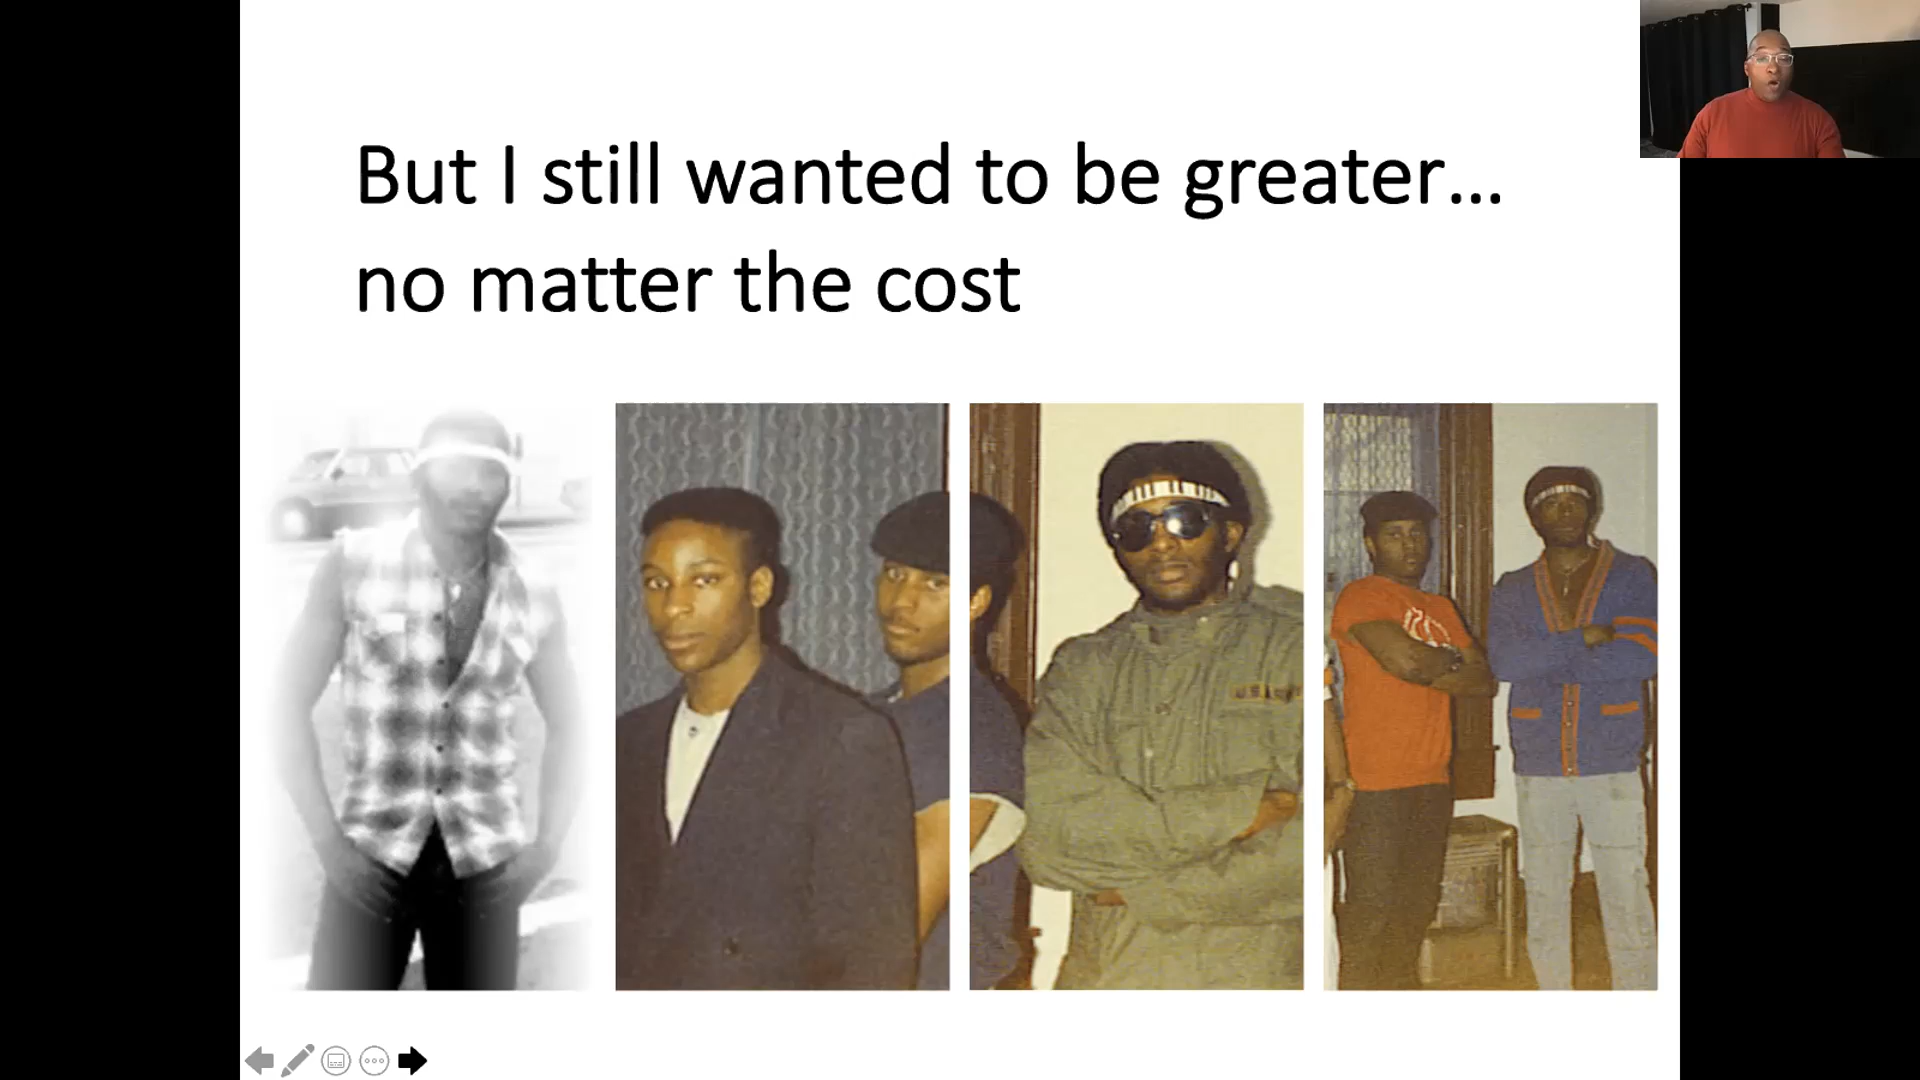 But I still wanted to be greater...
no matter the cost